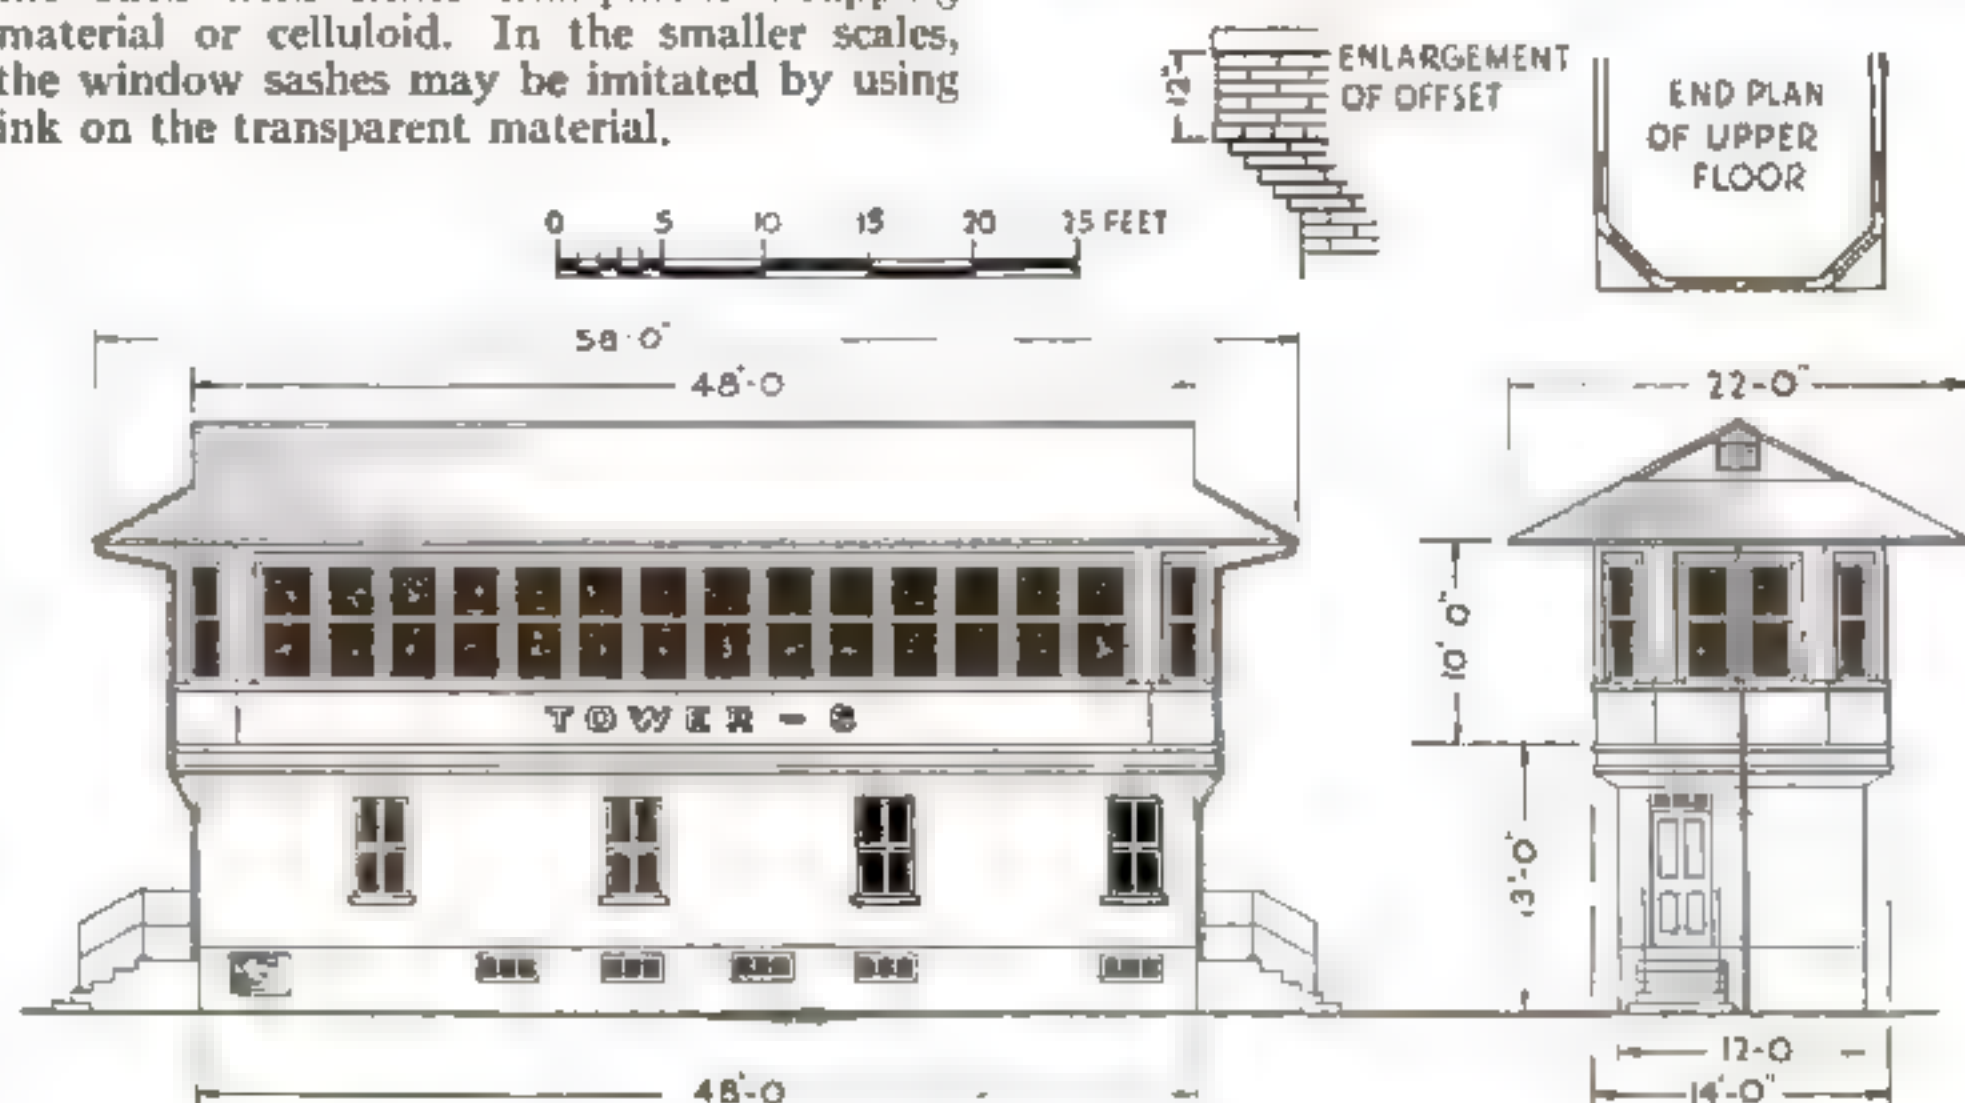 material or celluloid. In the smaller scales,
the window sashes may be imitated by using
ink on the transparent material.
ENLARGEMENT
OF OFFSET
12"
END PLAN
OF UPPER
FLOOR
0 5 10 15 20 25 FEET
58'-0"
48'-0
22-0"
10'0"
TOWER -
13'-0"
12-0
48'-0
14'-0"